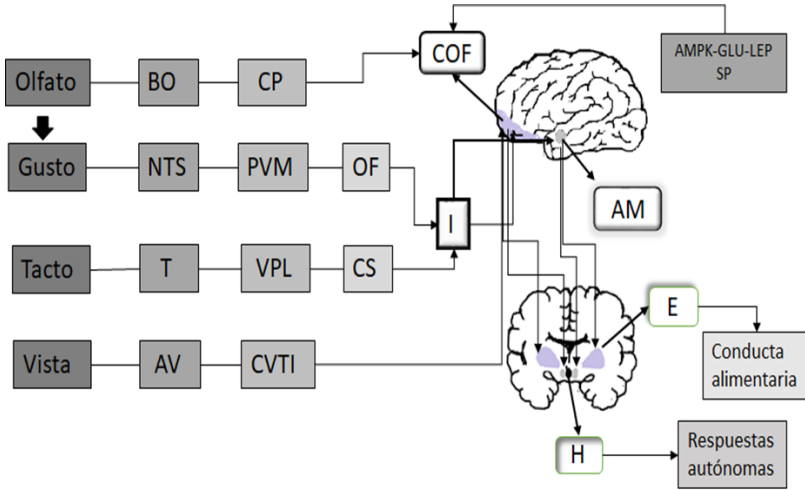 COF
AMPK-GLU-LEP
SP
Olfato
BO
CP
Gusto
NTS
PVM
OF
I
AM
Tacto
T
VPL
CS
E
Vista
AV
CVTI
Conducta
alimentaria
H
Respuestas
autónomas